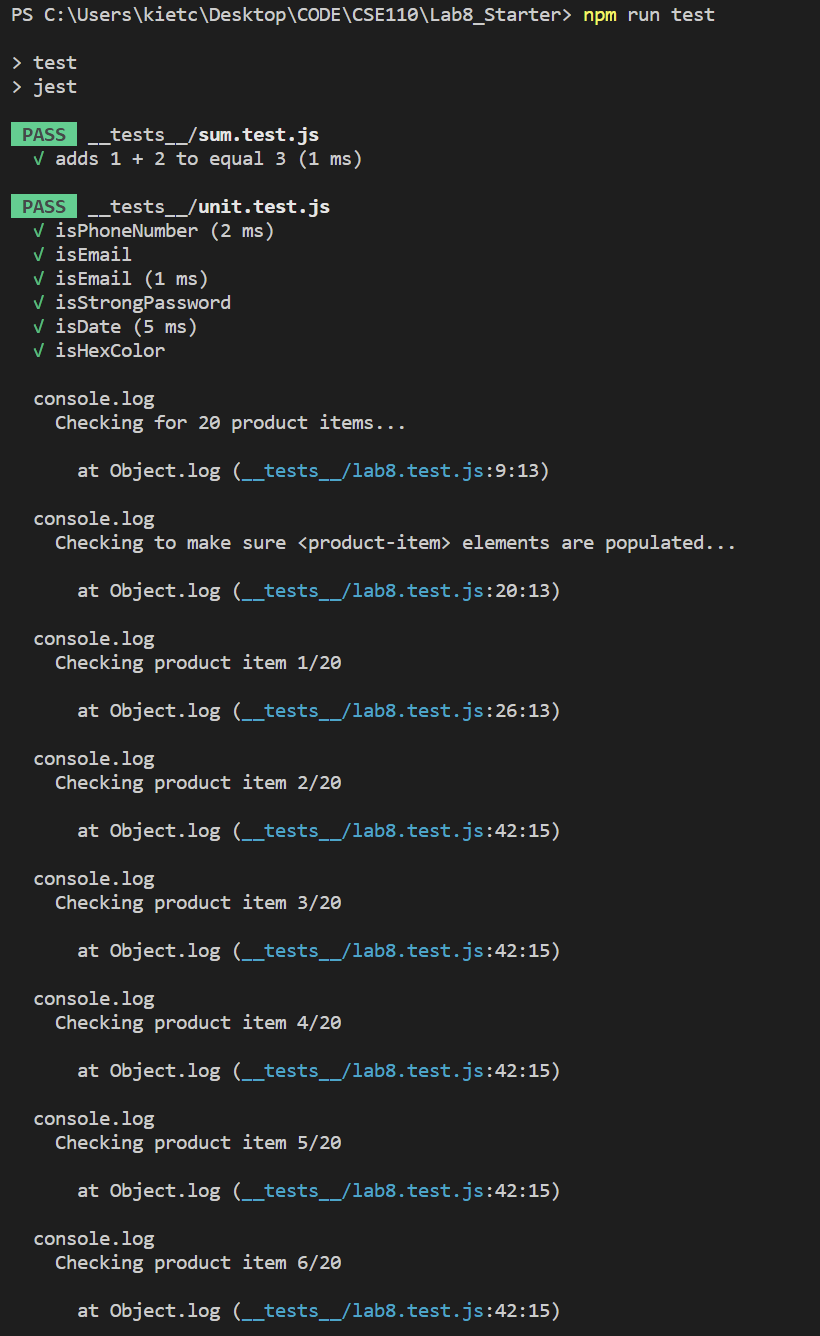 PS C:\Users\kietc\Desktop\CODE\CSE110\Lab8_Starter> npm run test
> test
> jest
PASS __tests__/sum.test.js
√ adds 1 + 2 to equal 3 (1 ms)
PASS __tests__/unit.test.js
√ isPhoneNumber (2 ms)
√ isEmail
√ isEmail (1 ms)
√ isStrongPassword
√ isDate (5 ms)
√ isHexColor
console.log
Checking for 20 product items...
at Object.log (__tests__/lab8.test.js:9:13)
console.log
Checking to make sure <product-item> elements are populated...
at Object.log (__tests__/lab8.test.js:20:13)
console.log
Checking product item 1/20
at Object.log (__tests__/lab8.test.js:26:13)
console.log
Checking product item 2/20
at Object.log (__tests__/lab8.test.js:42:15)
console.log
Checking product item 3/20
at Object.log (__tests__/lab8.test.js:42:15)
console.log
Checking product item 4/20
at Object.log (__tests__/lab8.test.js:42:15)
console.log
Checking product item 5/20
at Object.log (__tests__/lab8.test.js:42:15)
console.log
Checking product item 6/20
at Object.log (__tests__/lab8.test.js:42:15)